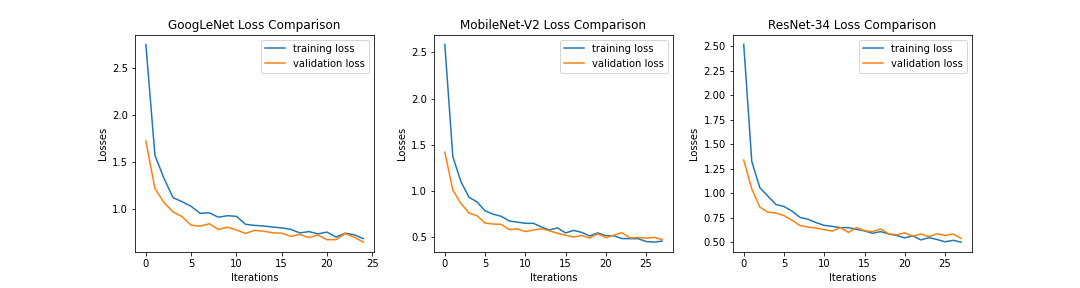 GoogLeNet Loss Comparison
training loss
validation loss
2.5
2.0
1.5
1.0
Losses
0 5 10 15 20 25
Iterations
MobileNet-V2 Loss Comparison
training loss
validation loss
2.5
2.0
1.5
1.0
0.5
Losses
0 5 10 15 20 25
Iterations
ResNet-34 Loss Comparison
training loss
validation loss
2.50
2.25
2.00
1.75
1.50
1.25
1.00
0.75
0.50
Losses
0 5 10 15 20 25
Iterations